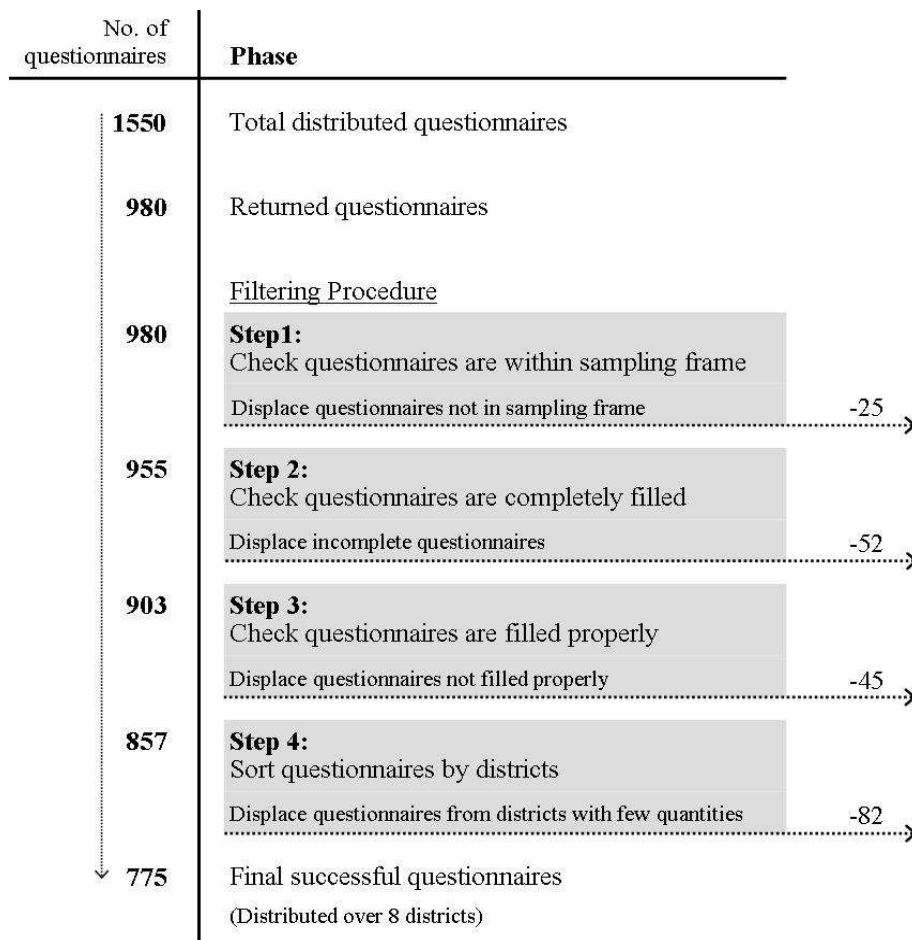 No. of
questionnaires
Phase
1550 Total distributed questionnaires
980 Returned questionnaires
Filtering Procedure
980 Step1:
Check questionnaires are within sampling frame
Displace questionnaires not in sampling frame -25
955 Step 2:
Check questionnaires are completely filled
Displace incomplete questionnaires -52
903 Step 3:
Check questionnaires are filled properly
Displace questionnaires not filled properly -45
857 Step 4:
Sort questionnaires by districts
Displace questionnaires from districts with few quantities -82
775 Final successful questionnaires
(Distributed over 8 districts)